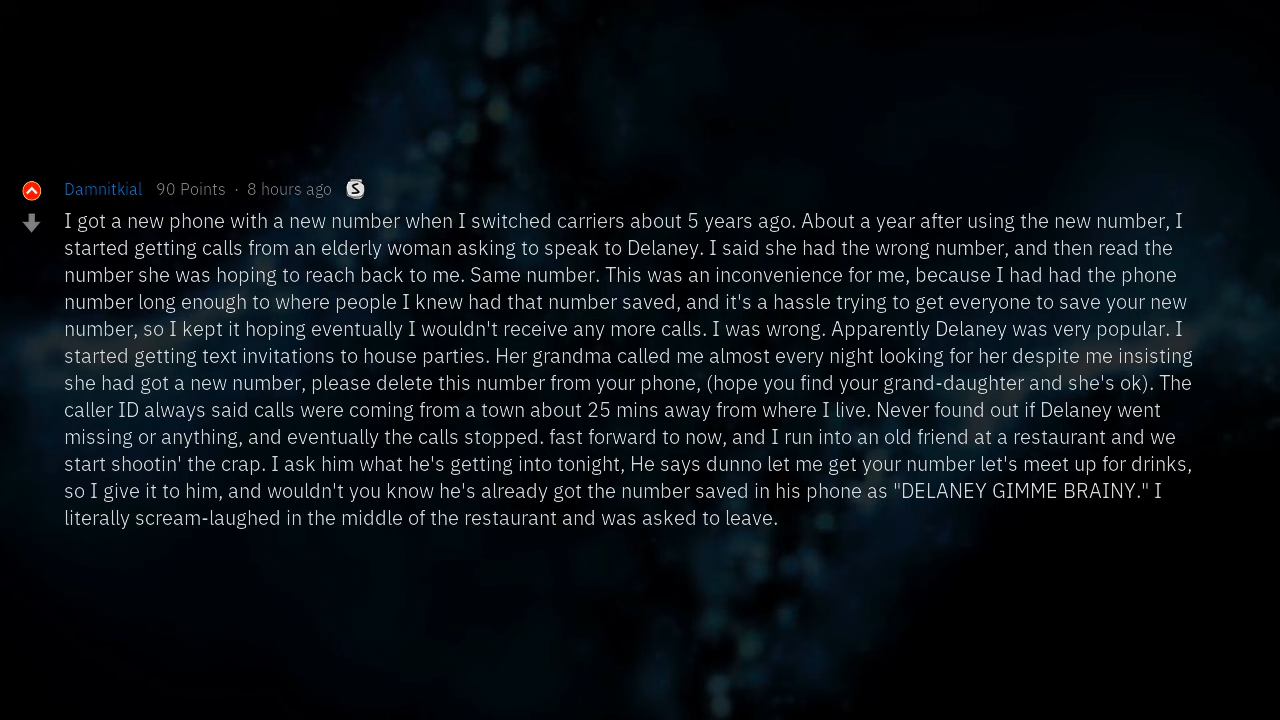 Damnitkial 90 Points · 8 hours ago S
I got a new phone with a new number when I switched carriers about 5 years ago. About a year after using the new number, I
started getting calls from an elderly woman asking to speak to Delaney. I said she had the wrong number, and then read the
number she was hoping to reach back to me. Same number. This was an inconvenience for me, because I had had the phone
number long enough to where people I knew had that number saved, and it's a hassle trying to get everyone to save your new
number, so I kept it hoping eventually I wouldn't receive any more calls. I was wrong. Apparently Delaney was very popular. I
started getting text invitations to house parties. Her grandma called me almost every night looking for her despite me insisting
she had got a new number, please delete this number from your phone, (hope you find your grand-daughter and she's ok). The
caller ID always said calls were coming from a town about 25 mins away from where I live. Never found out if Delaney went
missing or anything, and eventually the calls stopped. fast forward to now, and I run into an old friend at a restaurant and we
start shootin' the crap. I ask him what he's getting into tonight, He says dunno let me get your number let's meet up for drinks,
so I give it to him, and wouldn't you know he's already got the number saved in his phone as "DELANEY GIMME BRAINY." I
literally scream-laughed in the middle of the restaurant and was asked to leave.